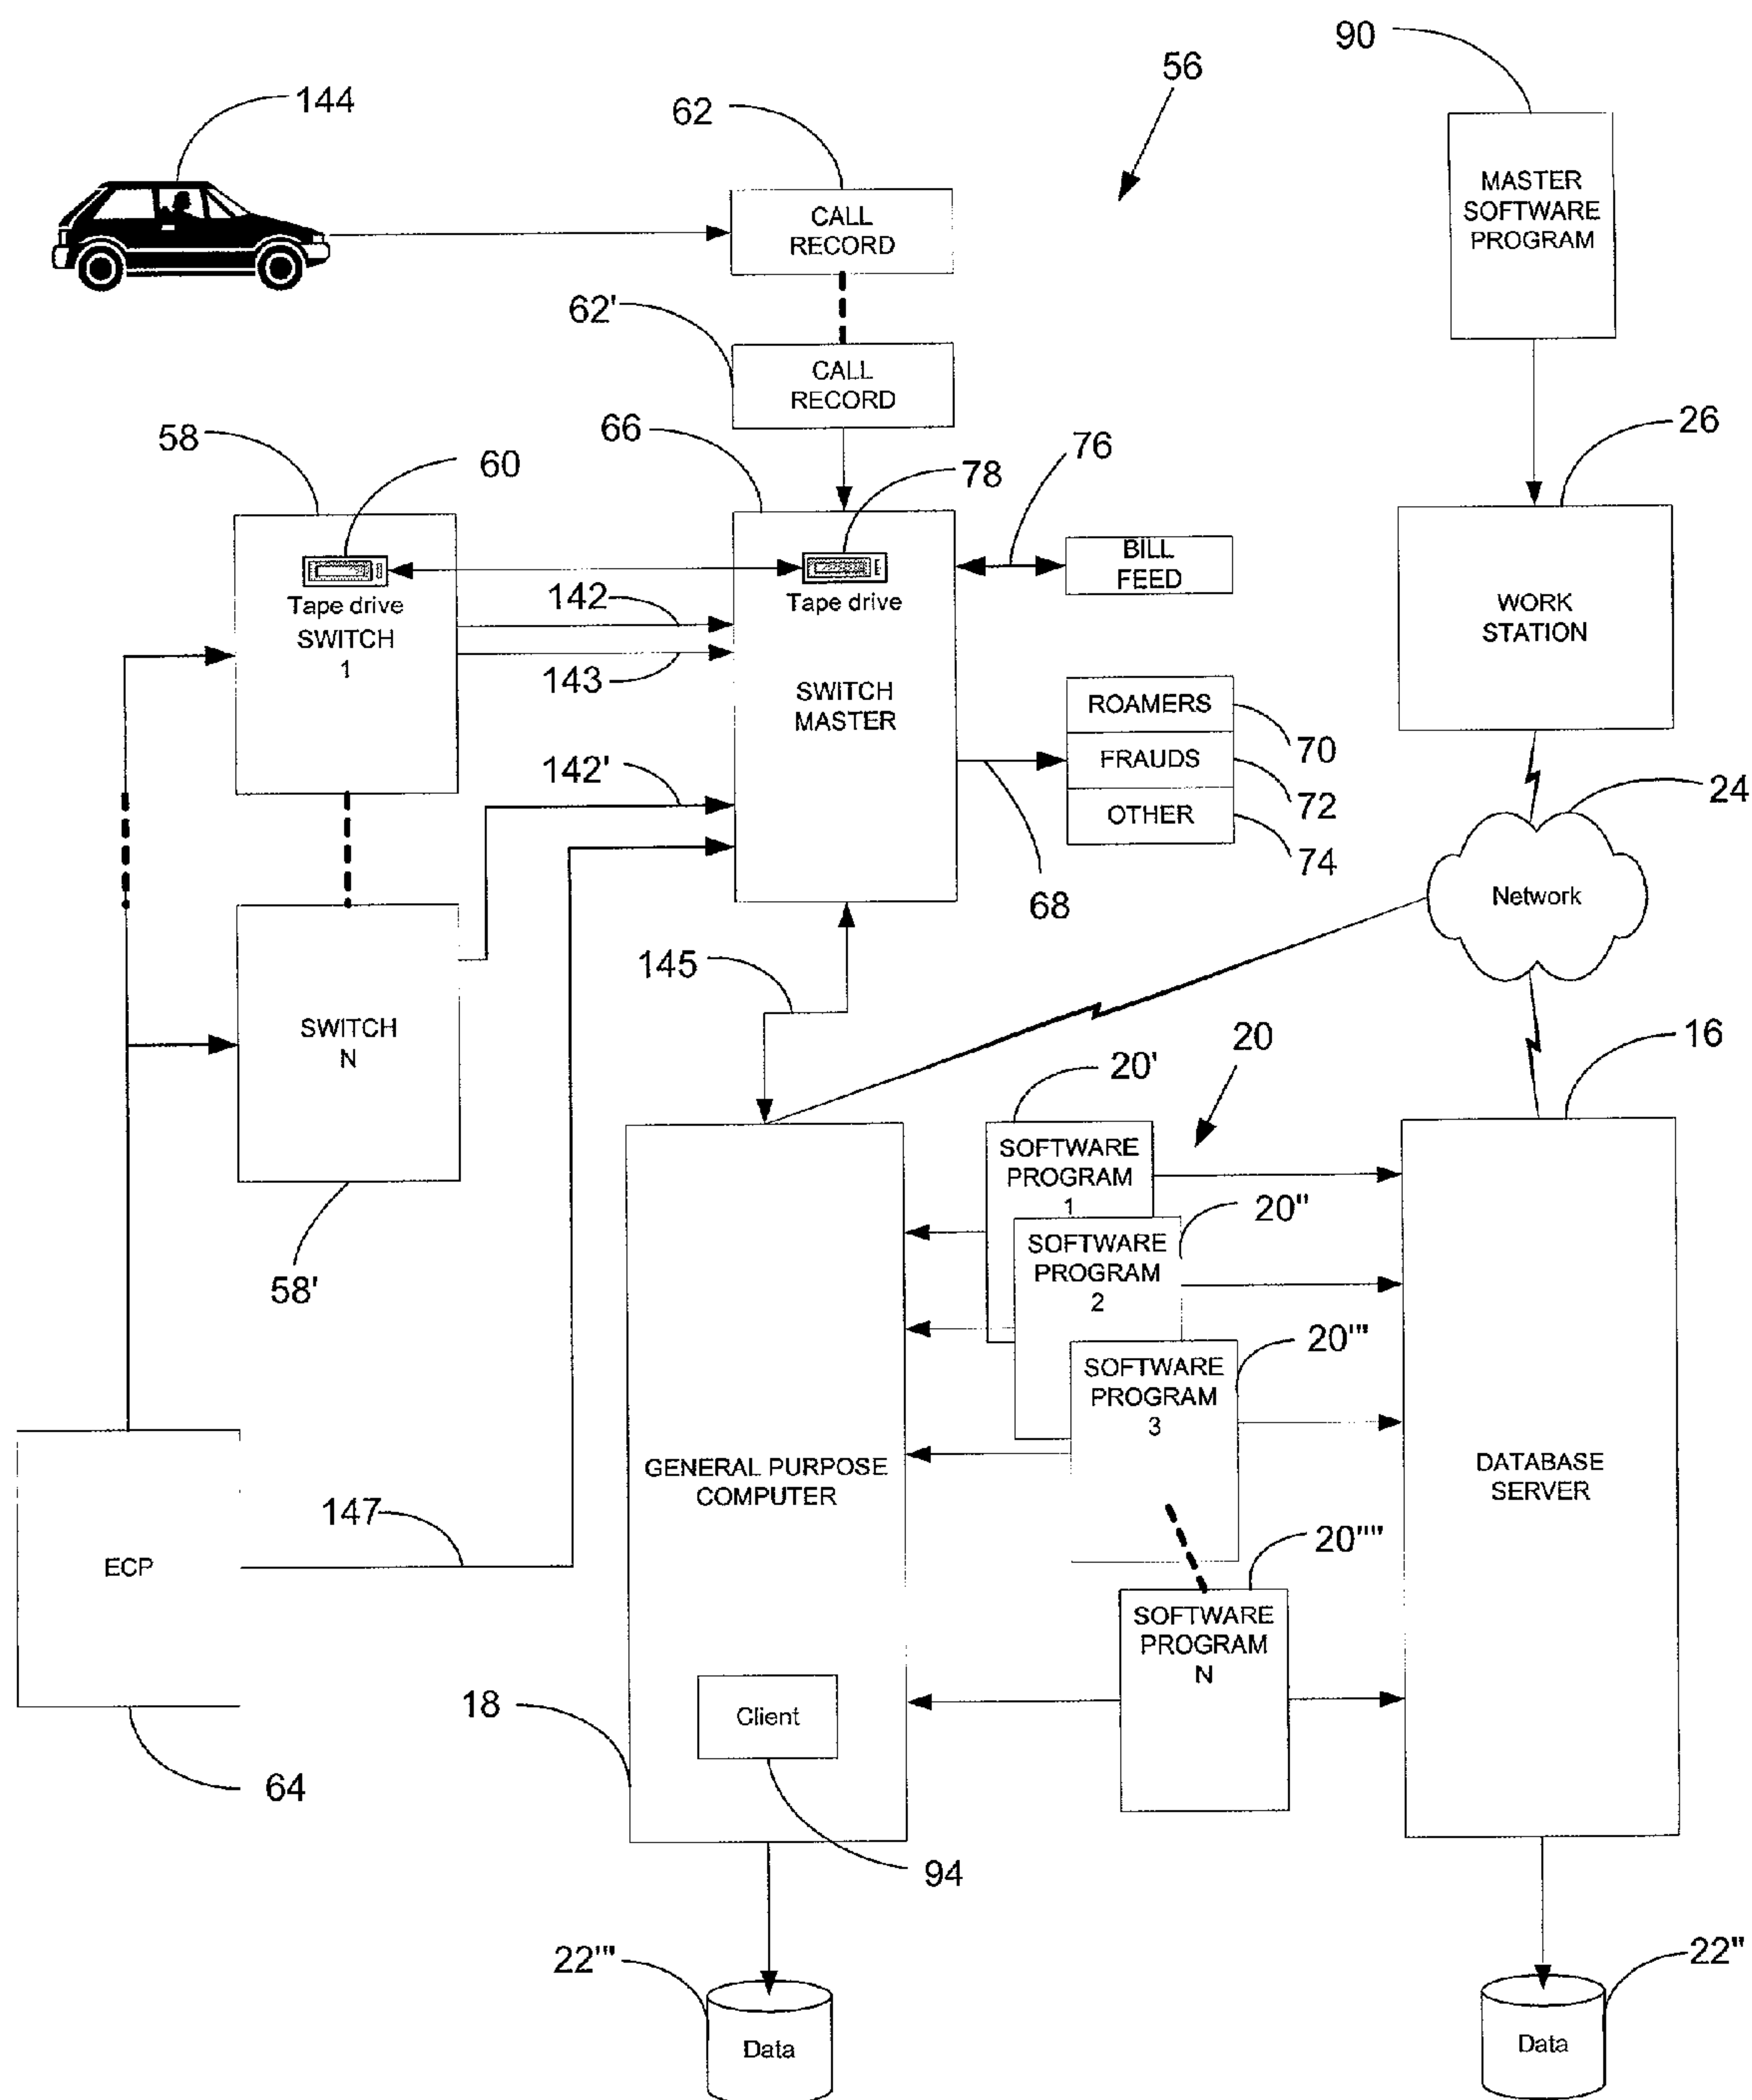 90
56
144
62
CALL
RECORD
MASTER
SOFTWARE
PROGRAM
62'
CALL
RECORD
58
60
66
78
76
26
Tape drive
SWITCH
1
142
143
Tape drive
SWITCH
MASTER
BILL
FEED
WORK
STATION
ROAMERS
FRAUDS
OTHER
70
72
74
68
24
Network
142'
SWITCH
N
58'
145
20'
20
16
SOFTWARE
PROGRAM
1
20"
SOFTWARE
PROGRAM
2
20'"
SOFTWARE
PROGRAM
3
GENERAL PURPOSE
COMPUTER
DATABASE
SERVER
147
ECP
64
20""
SOFTWARE
PROGRAM
N
18
Client
94
22'"
Data
22"
Data